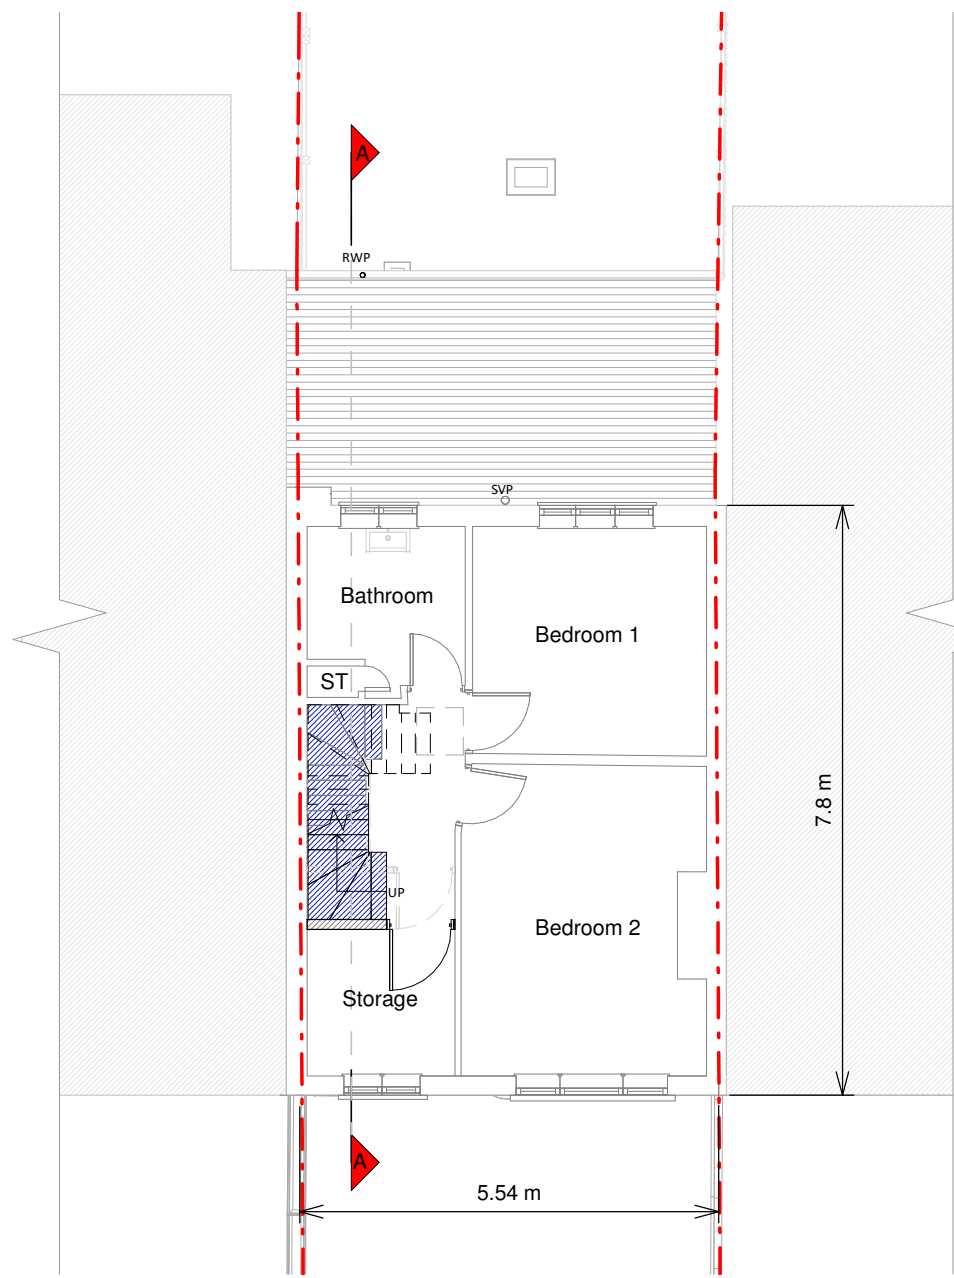 A
RWP
SVP
Bathroom
Bedroom 1
ST
7.8 m
UP
Bedroom 2
Storage
A
5.54 m